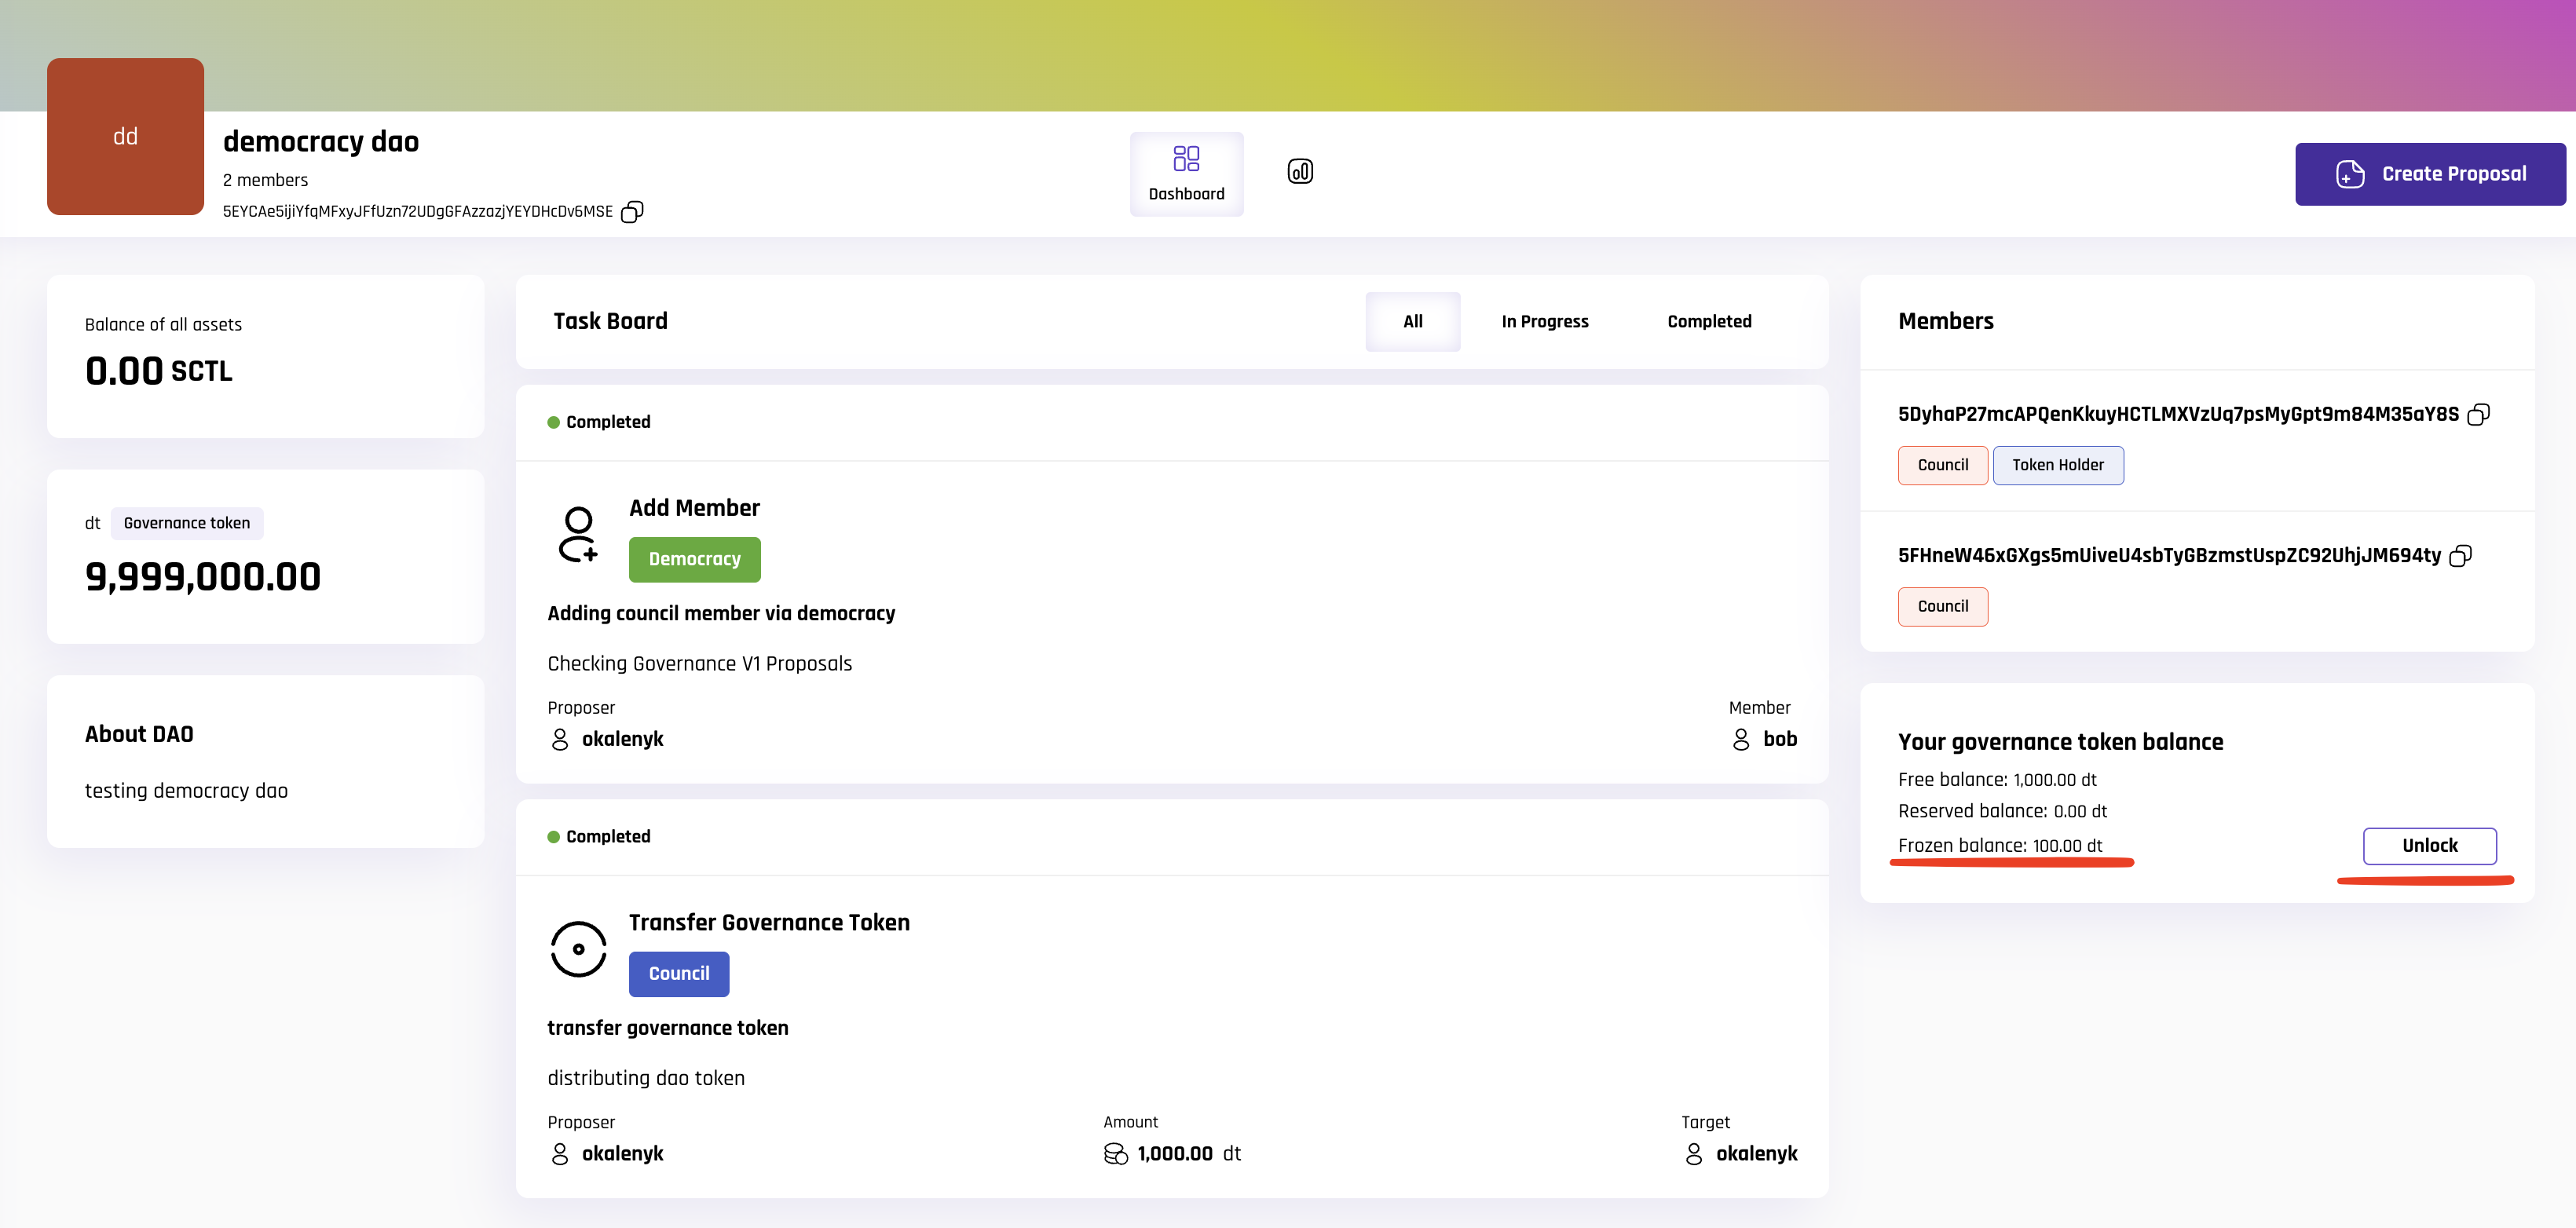 dd
democracy dao
2 members
5EYCAe5ijiYfqMFxyJFfUzn72UDgGFAzzazjYEYDHcDv6MSE
Dashboard
Create Proposal
Balance of all assets
0.00 SCTL
dt Governance token
9,999,000.00
About DAO
testing democracy dao
Task Board
All
In Progress
Completed
Completed
Add Member
Democracy
Adding council member via democracy
Checking Governance V1 Proposals
Proposer
okalenyk
Member
bob
Completed
Transfer Governance Token
Council
transfer governance token
distributing dao token
Proposer
okalenyk
Amount
1,000.00 dt
Target
okalenyk
Members
5DyhaP27mcAPQenKkuyHCTLMXVzUq7psMyGpt9m84M35aY8S
Council
Token Holder
5FHneW46xGXgs5mUiveU4sbTyGBzmstUspZC92UhjJM694ty
Council
Your governance token balance
Free balance: 1,000.00 dt
Reserved balance: 0.00 dt
Frozen balance: 100.00 dt
Unlock